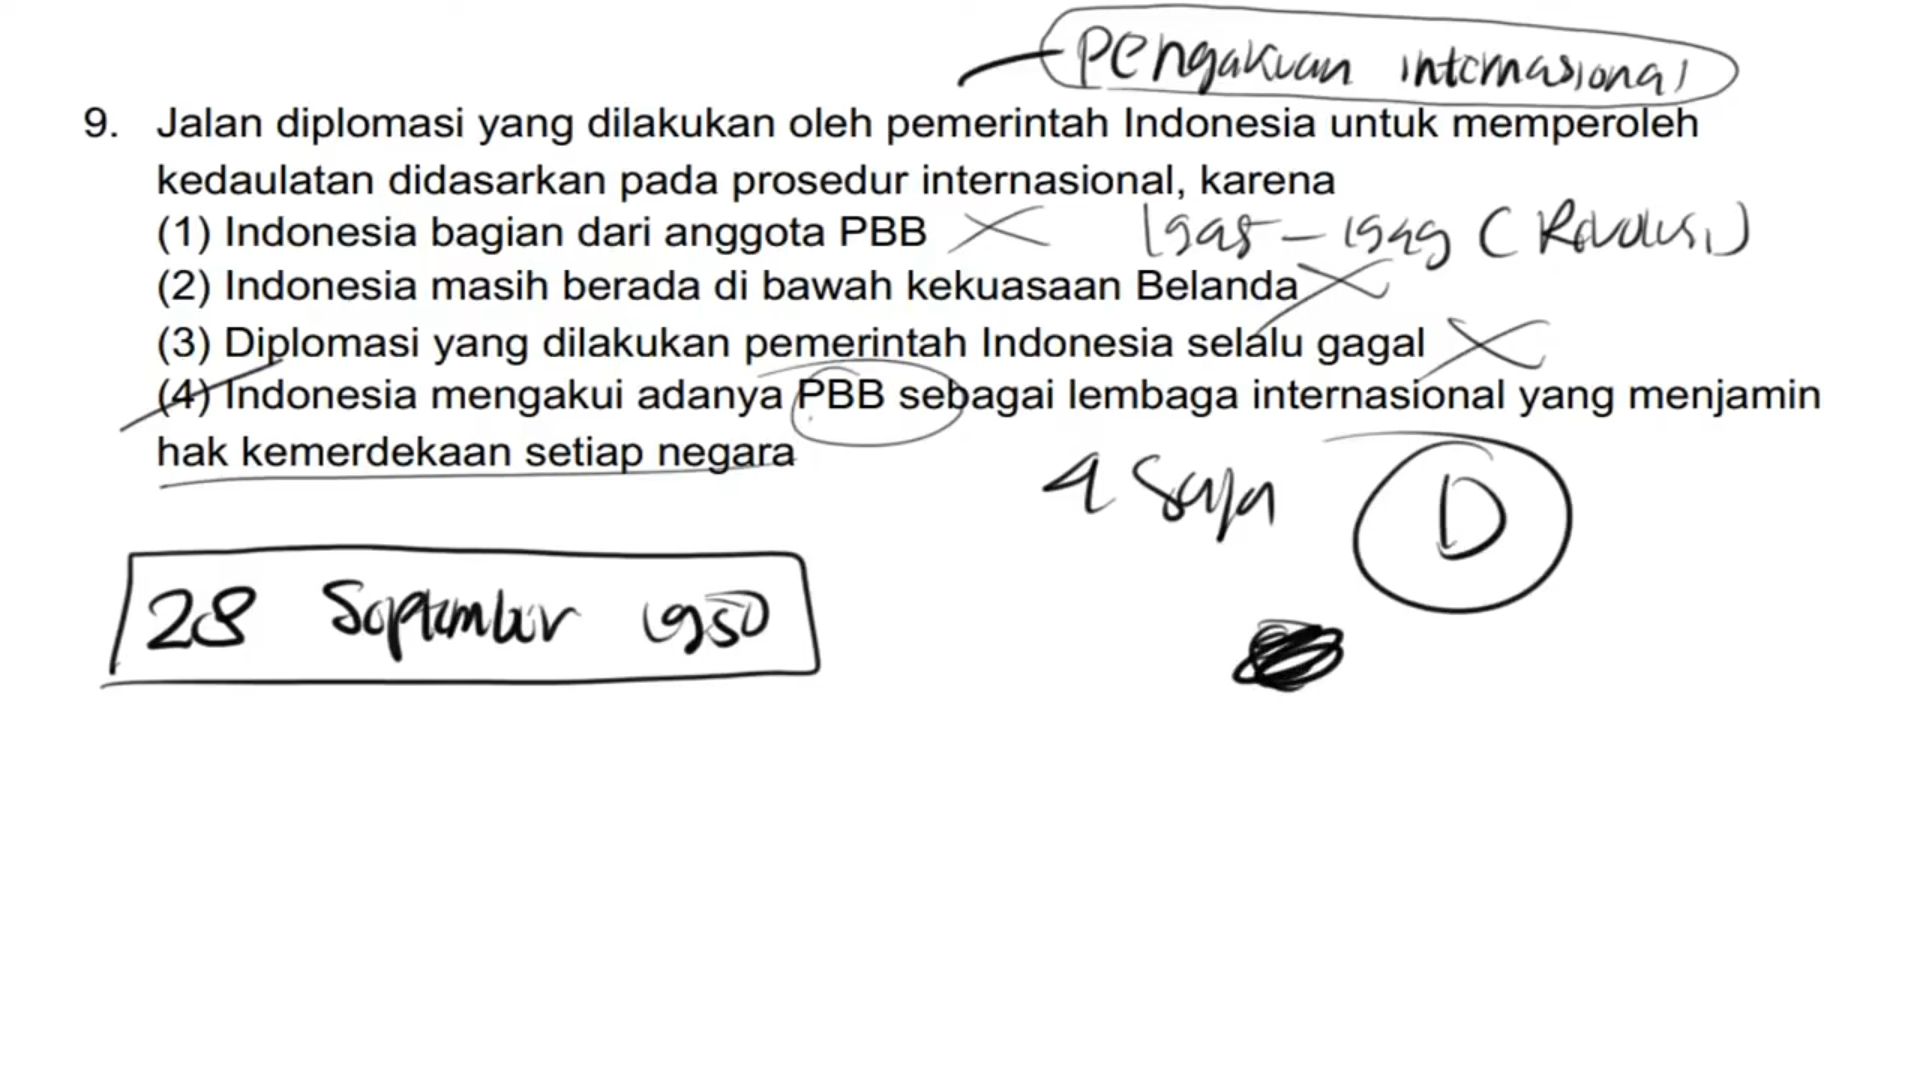 Pengakuan internasional
9. Jalan diplomasi yang dilakukan oleh pemerintah Indonesia untuk memperoleh
kedaulatan didasarkan pada prosedur internasional, karena
(1) Indonesia bagian dari anggota PBB
1945 - 1949 (Revolusi)
(2) Indonesia masih berada di bawah kekuasaan Belanda
(3) Diplomasi yang dilakukan pemerintah Indonesia selalu gagal
(4) Indonesia mengakui adanya PBB sebagai lembaga internasional yang menjamin
hak kemerdekaan setiap negara
4 saja D
28 September 1950